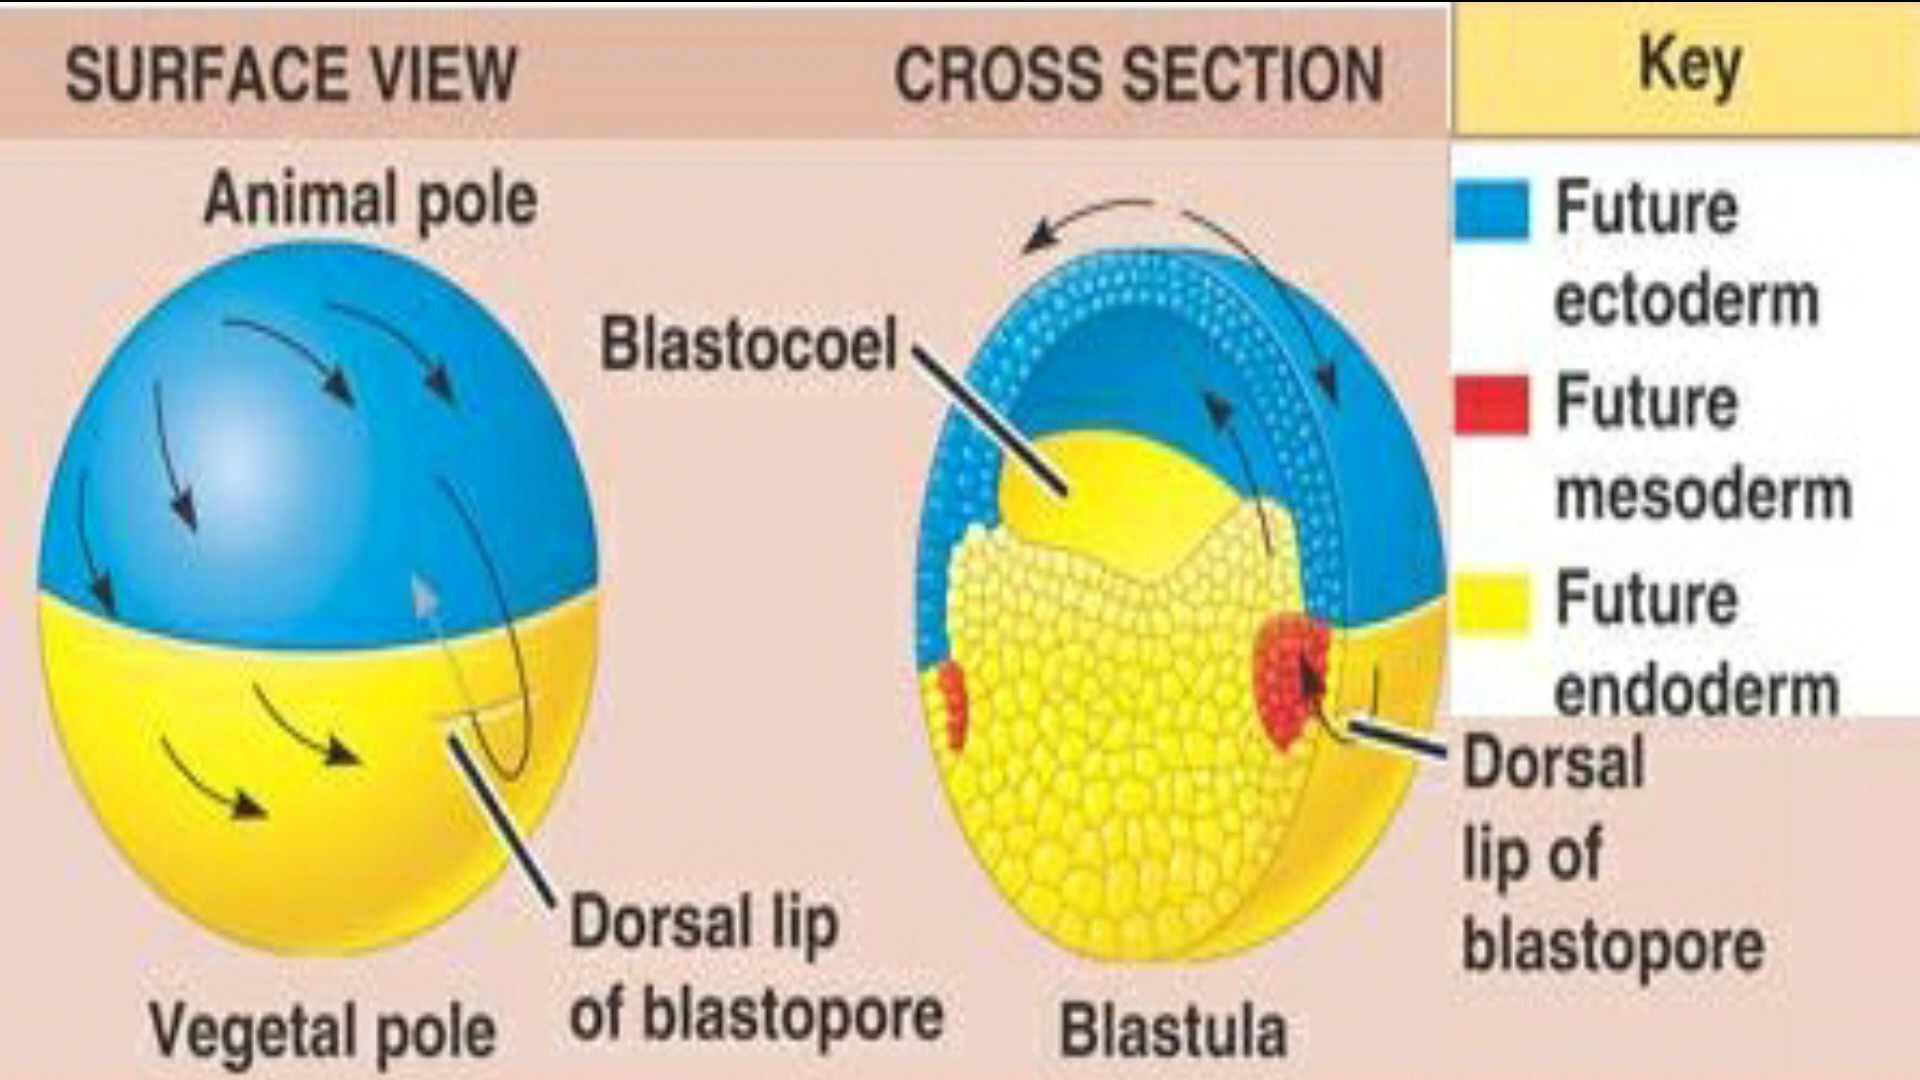 SURFACE VIEW
CROSS SECTION
Key
Animal pole
Blastocoel
Future
ectoderm
Future
mesoderm
Future
endoderm
Dorsal
lip of
blastopore
Dorsal lip
of blastopore
Vegetal pole
Blastula